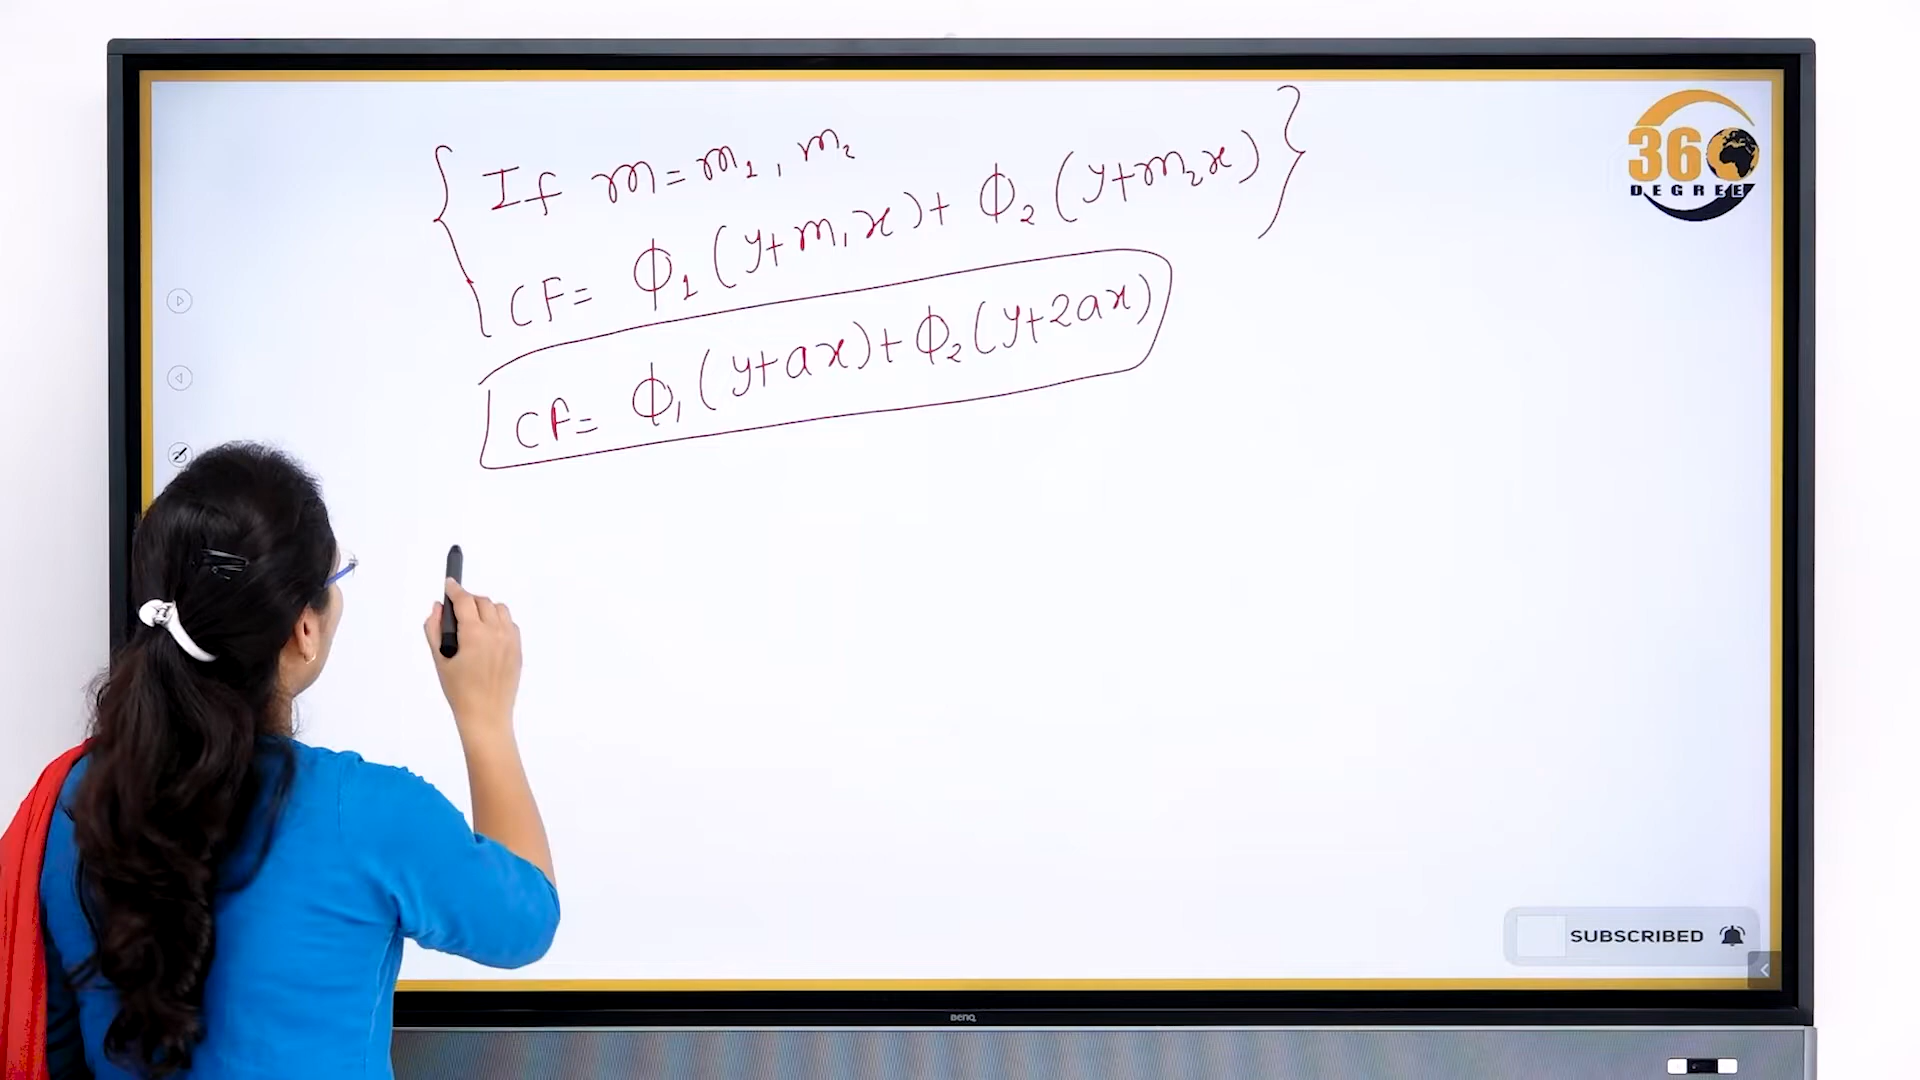 If m = m₁, m₂
CF = ϕ₁ (y+m₁x) + ϕ₂ (y+m₂x)
CF = ϕ₁ (y+ax) + ϕ₂ (y+2ax)
360
DEGREE
SUBSCRIBED
BenQ